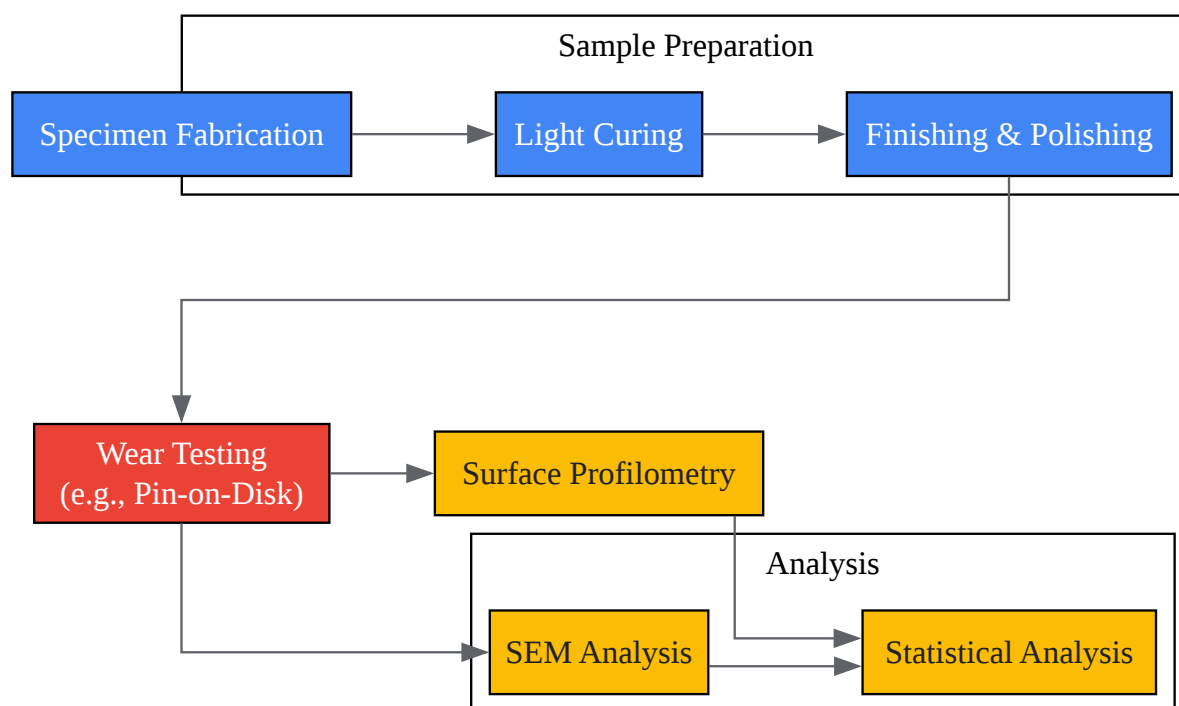 Sample Preparation
Specimen Fabrication
Light Curing
Finishing & Polishing
Wear Testing
(e.g., Pin-on-Disk)
Surface Profilometry
Analysis
SEM Analysis
Statistical Analysis